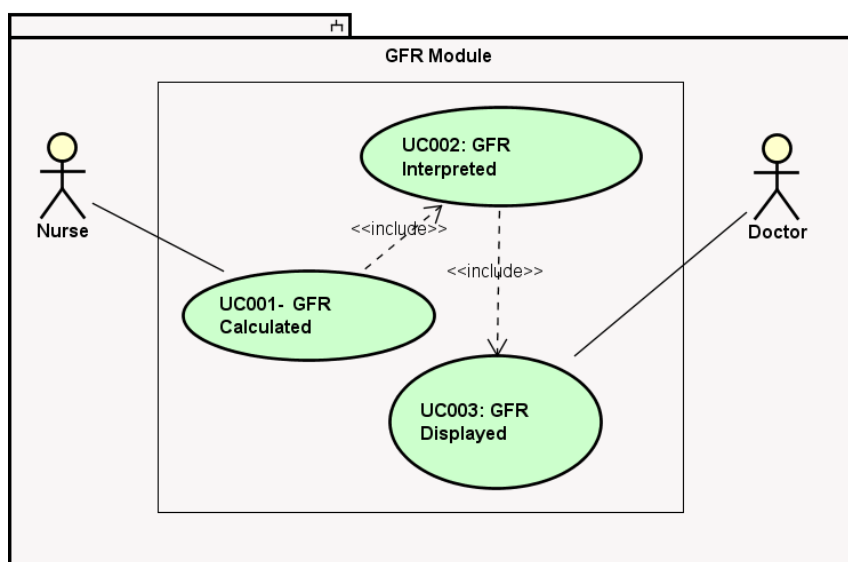 GFR Module
UC002: GFR
Interpreted
Nurse
Doctor
<<include>>
<<include>>
UC001-  GFR
Calculated
UC003: GFR
Displayed